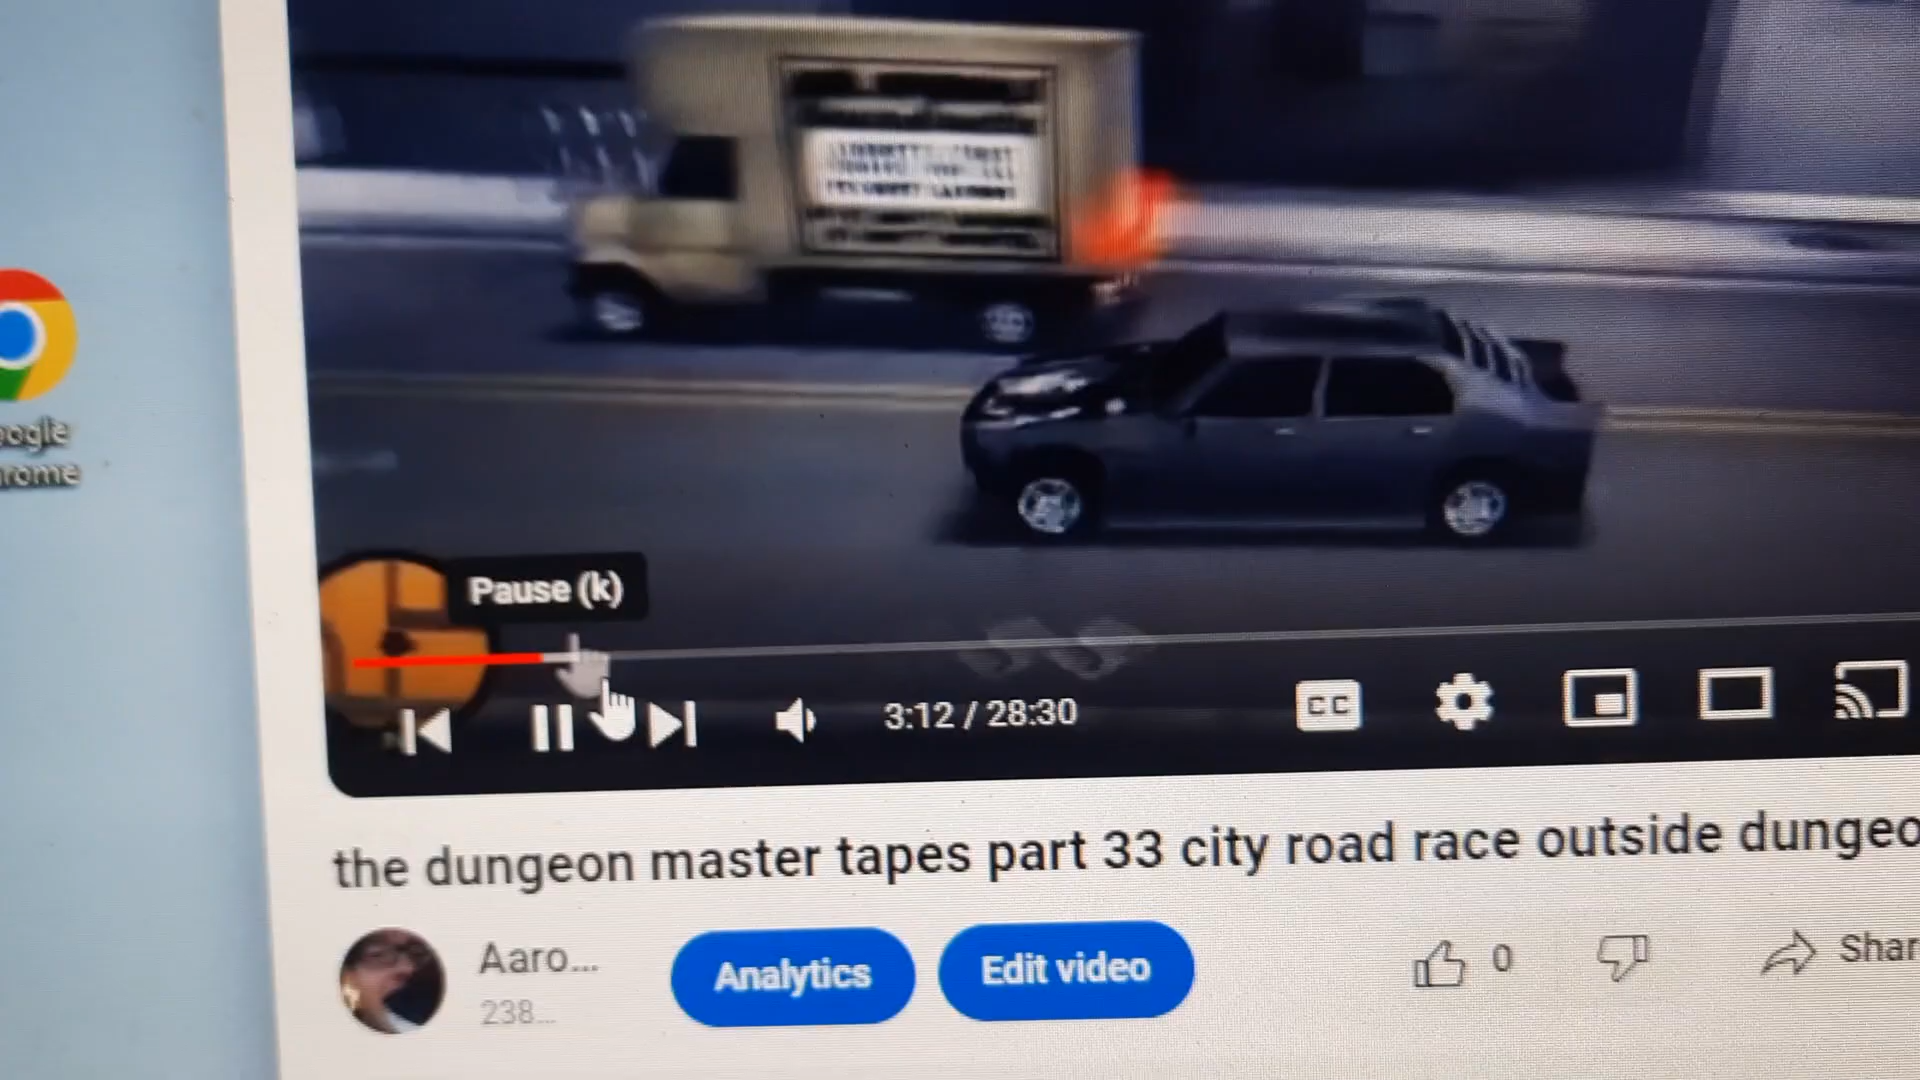 Pause (k)
3:12 / 28:30
CC
the dungeon master tapes part 33 city road race outside dungeo
Aaro...
238...
Analytics
Edit video
0
Shar
ogle
rome